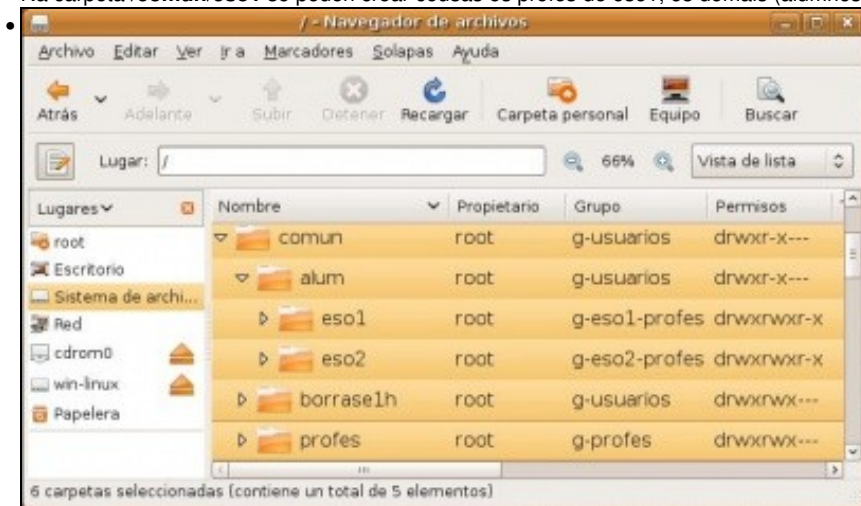 / - Navegador de archivos
Archivo Editar Ver Ir a Marcadores Solapas Ayuda
Atrás Adelante Subir Detener Recargar Carpeta personal Equipo Buscar
Lugar: / 66% Vista de lista
Lugares Nombre Propietario Grupo Permisos
root comun root g-usuarios drwxr-x---
Escritorio alum root g-usuarios drwxr-x---
Sistema de archi...
Red eso1 root g-eso1-profes drwxrwxr-x
cdrom0 eso2 root g-eso2-profes drwxrwxr-x
win-linux borrase1h root g-usuarios drwxrwx---
Papelera
profes root g-profes drwxrwx---
6 carpetas seleccionadas (contiene un total de 5 elementos)